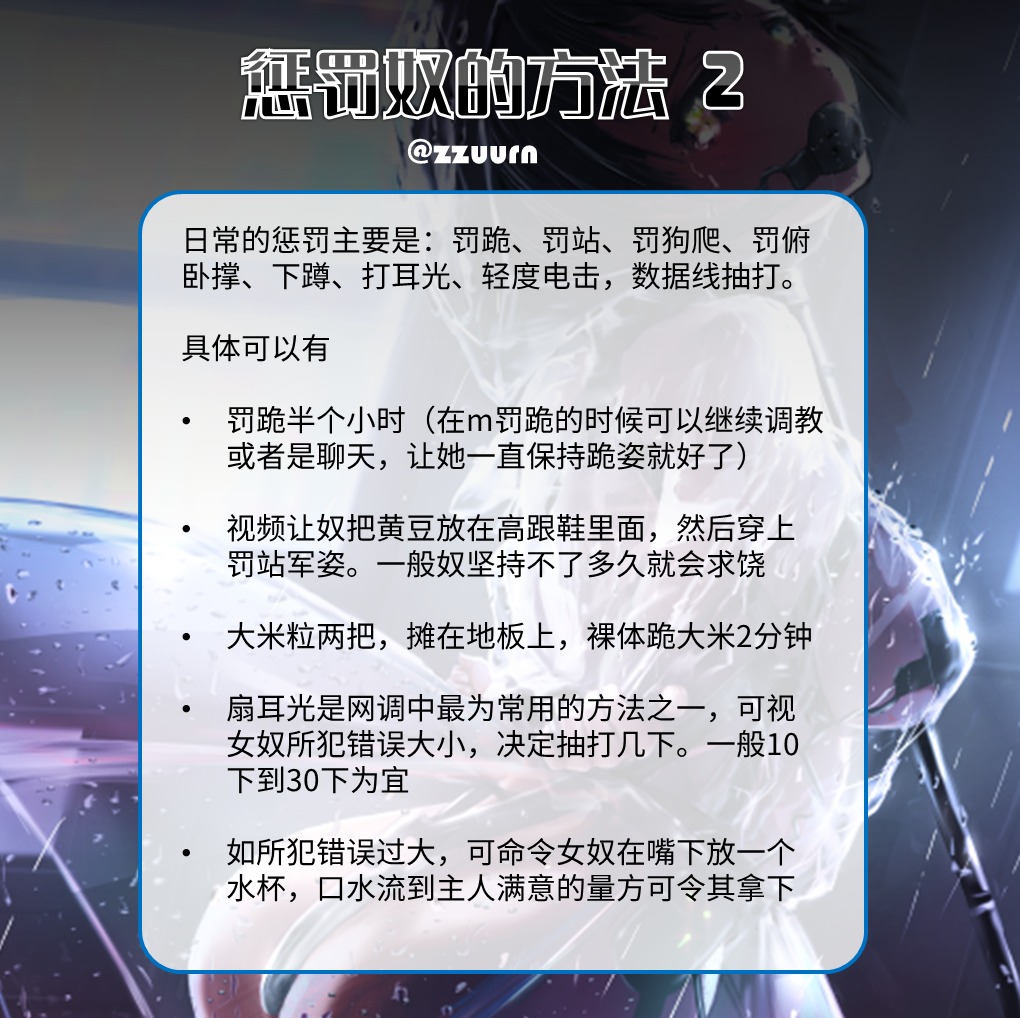 惩罚奴的方法 2
@zzuurn
日常的惩罚主要是：罚跪、罚站、罚狗爬、罚俯
卧撑、下蹲、打耳光、轻度电击，数据线抽打。
具体可以有
• 罚跪半个小时（在m罚跪的时候可以继续调教
或者是聊天，让她一直保持跪姿就好了）
• 视频让奴把黄豆放在高跟鞋里面，然后穿上
罚站军姿。一般奴坚持不了多久就会求饶
• 大米粒两把，摊在地板上，裸体跪大米2分钟
• 扇耳光是网调中最为常用的方法之一，可视
女奴所犯错误大小，决定抽打几下。一般10
下到30下为宜
• 如所犯错误过大，可命令女奴在嘴下放一个
水杯，口水流到主人满意的量方可令其拿下